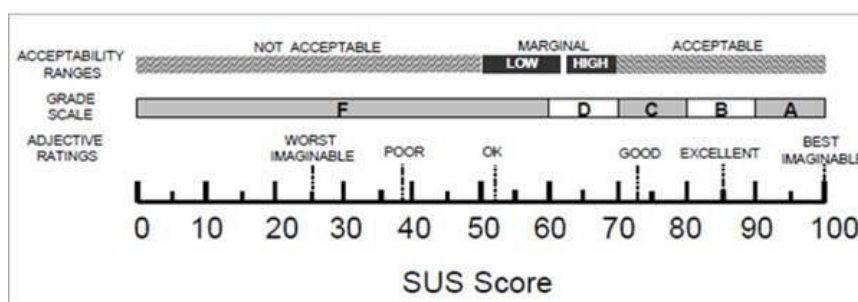 ACCEPTABILITY RANGES
NOT ACCEPTABLE
MARGINAL
ACCEPTABLE
LOW
HIGH
GRADE SCALE
F
D
C
B
A
ADJECTIVE RATINGS
WORST IMAGINABLE
POOR
OK
GOOD
EXCELLENT
BEST IMAGINABLE
0 10 20 30 40 50 60 70 80 90 100
SUS Score